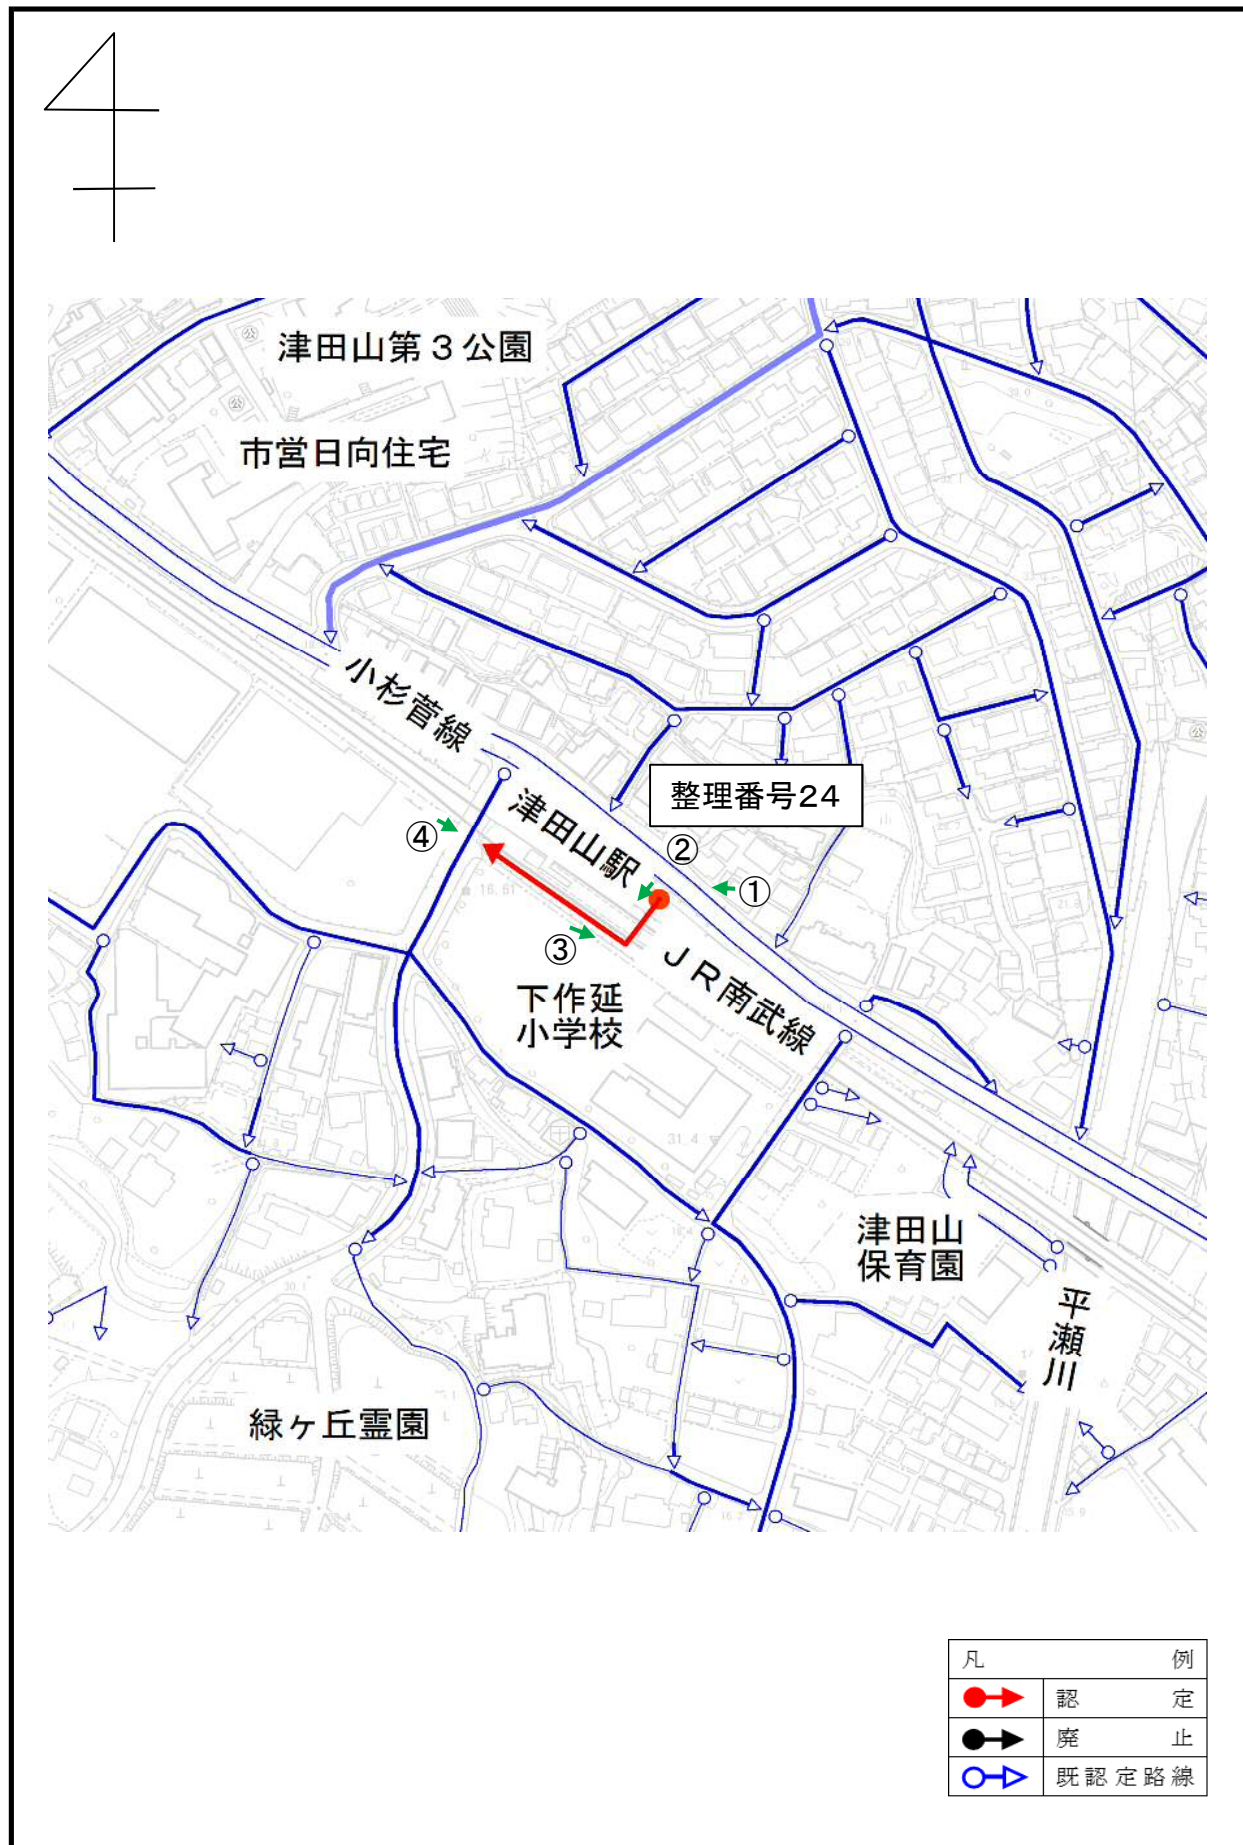 津田山第３公園
市営日向住宅
小杉菅線
整理番号24
津田山駅
②
①
④
③
16.61
ＪＲ南武線
下作延
小学校
31.4
津田山
保育園
平瀬川
緑ヶ丘霊園
凡例
認定
廃止
既認定路線